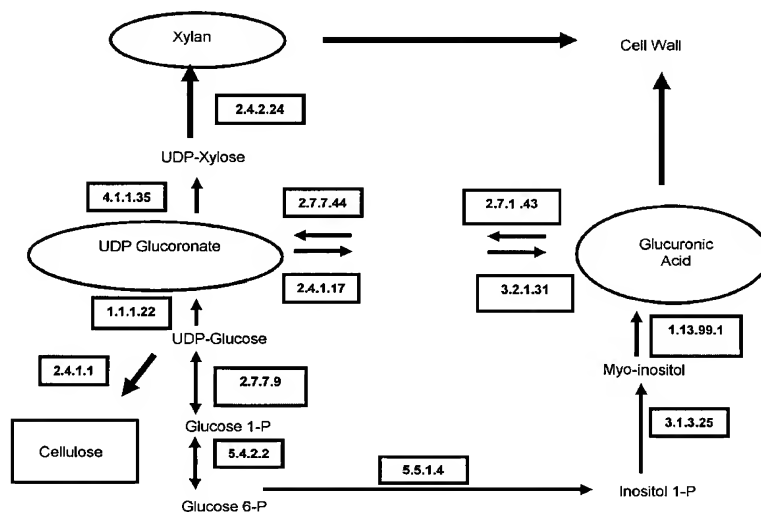 Xylan
Cell Wall
2.4.2.24
UDP-Xylose
4.1.1.35
2.7.7.44
2.7.1 .43
UDP Glucoronate
Glucuronic
Acid
2.4.1.17
3.2.1.31
1.1.1.22
UDP-Glucose
1.13.99.1
2.4.1.1
2.7.7.9
Myo-inositol
Glucose 1-P
3.1.3.25
Cellulose
5.4.2.2
5.5.1.4
Glucose 6-P
Inositol 1-P